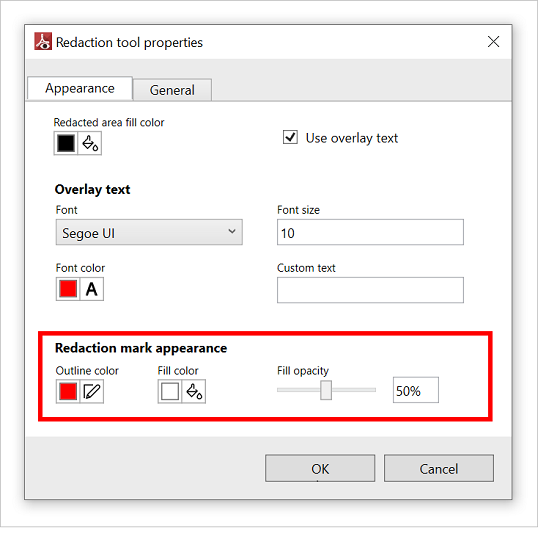 Redaction tool properties
Appearance General
Redacted area fill color
Use overlay text
Overlay text
Font Font size
Segoe UI 10
Font color Custom text
A
Redaction mark appearance
Outline color Fill color Fill opacity
50%
OK Cancel